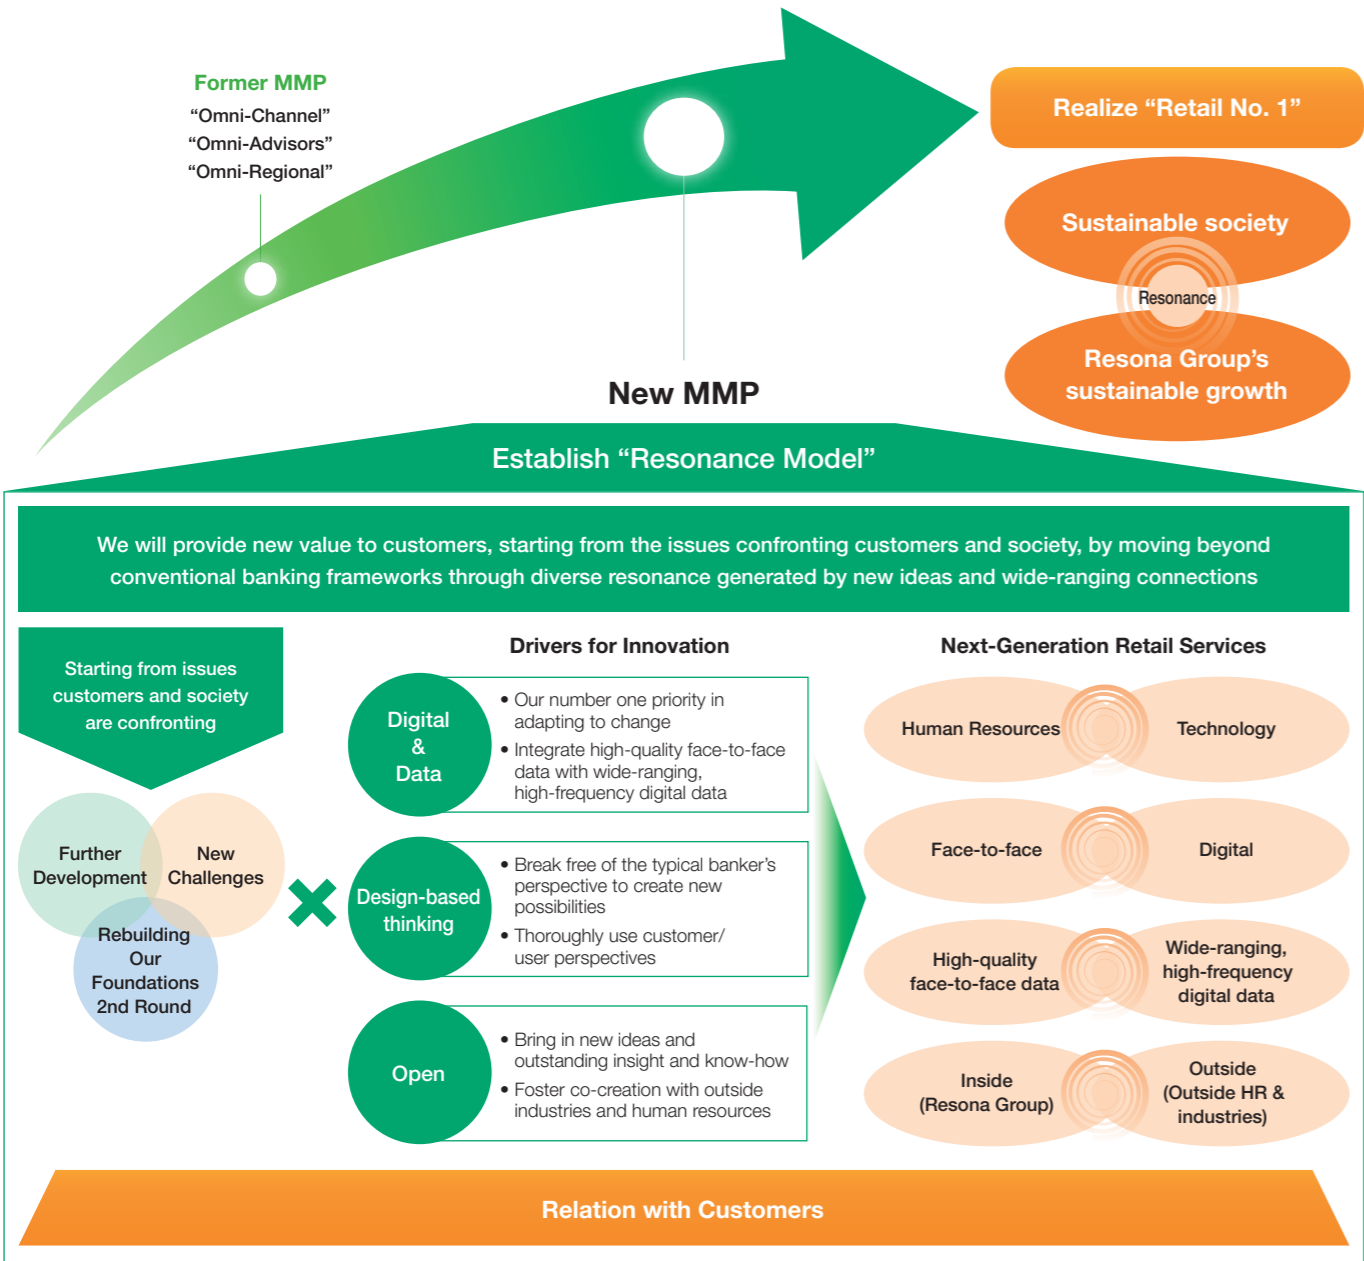 Former MMP
“Omni-Channel”
“Omni-Advisors”
“Omni-Regional”
Realize “Retail No. 1”
Sustainable society
Resonance
Resona Group’s
sustainable growth
New MMP
Establish “Resonance Model”
We will provide new value to customers, starting from the issues confronting customers and society, by moving beyond
conventional banking frameworks through diverse resonance generated by new ideas and wide-ranging connections
Starting from issues
customers and society
are confronting
Further
Development
New
Challenges
Rebuilding
Our
Foundations
2nd Round
Drivers for Innovation
Digital
&
Data
• Our number one priority in
adapting to change
• Integrate high-quality face-to-face
data with wide-ranging,
high-frequency digital data
Design-based
thinking
• Break free of the typical banker’s
perspective to create new
possibilities
• Thoroughly use customer/
user perspectives
Open
• Bring in new ideas and
outstanding insight and know-how
• Foster co-creation with outside
industries and human resources
Next-Generation Retail Services
Human Resources
Technology
Face-to-face
Digital
High-quality
face-to-face data
Wide-ranging,
high-frequency
digital data
Inside
(Resona Group)
Outside
(Outside HR &
industries)
Relation with Customers